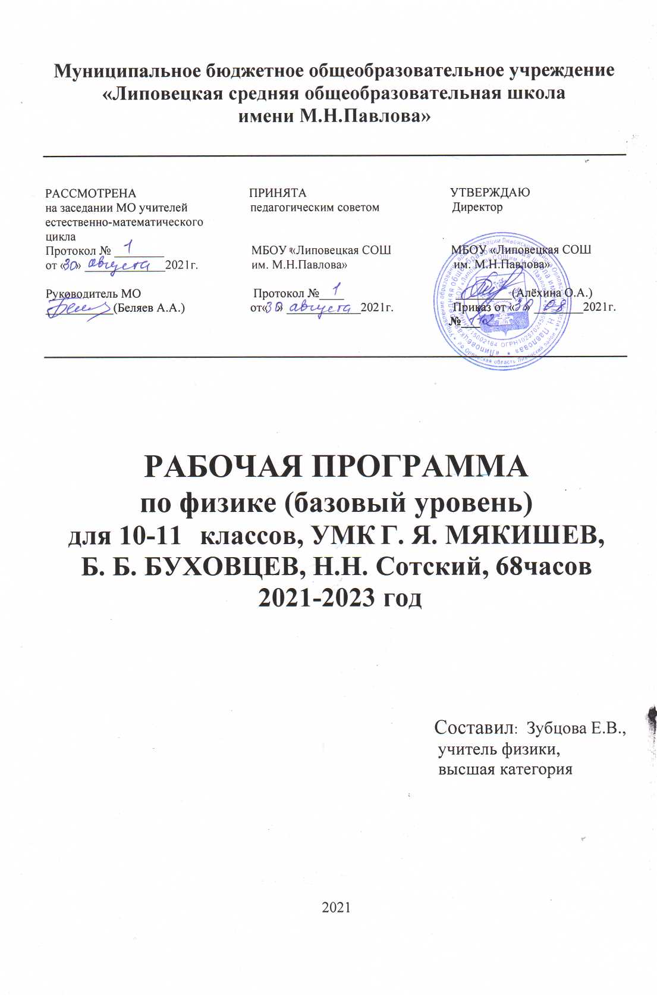 Муниципальное бюджетное общеобразовательное учреждение
«Липовецкая средняя общеобразовательная школа
имени М.Н.Павлова»
РАССМОТРЕНА
на заседании МО учителей
естественно-математического
цикла
Протокол № 1
от «30» августа 2021г.
Руководитель МО
(Беляев А.А.)
ПРИНЯТА
педагогическим советом
МБОУ «Липовецкая СОШ
им. М.Н.Павлова»
Протокол № 1
от«30» августа 2021г.
УТВЕРЖДАЮ
Директор
МБОУ «Липовецкая СОШ
им. М.Н.Павлова»
(Алёхина О.А.)
Приказ от «30» 08 2021г.
№ 112
РАБОЧАЯ ПРОГРАММА
по физике (базовый уровень)
для 10-11 классов, УМК Г. Я. МЯКИШЕВ,
Б. Б. БУХОВЦЕВ, Н.Н. Сотский, 68часов
2021-2023 год
Составил: Зубцова Е.В.,
учитель физики,
высшая категория
2021